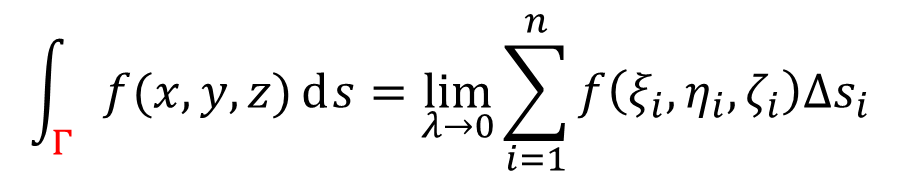 ∫_Γ f(x, y, z) ds = lim_{λ→0} ∑_{i=1}^{n} f(ξ_i, η_i, ζ_i)Δs_i